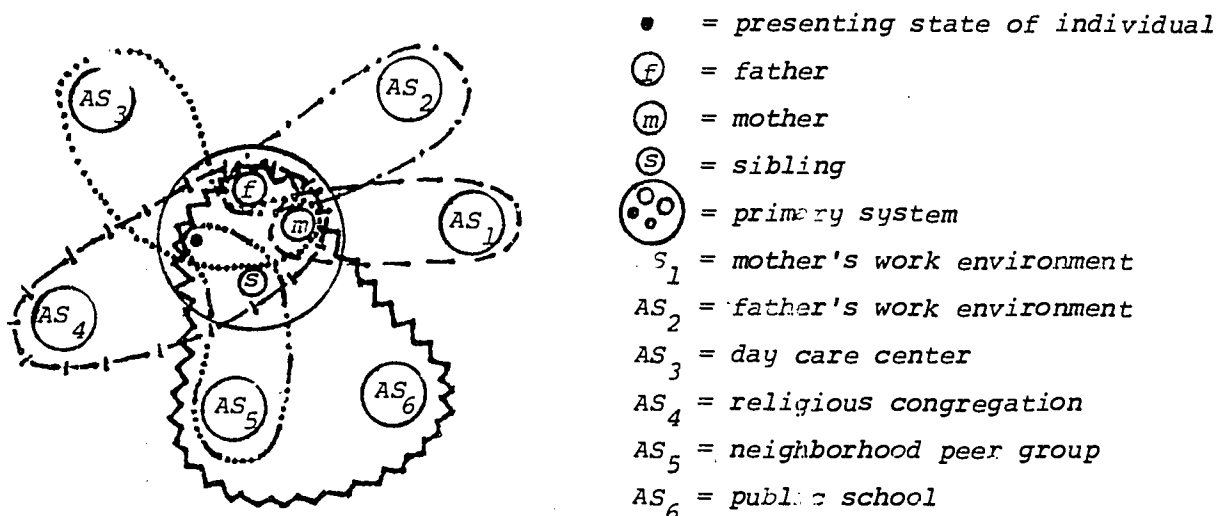 AS3
AS2
AS1
AS4
AS5
AS6
f
m
s
= presenting state of individual
f = father
m = mother
s = sibling
= primary system
S1 = mother's work environment
AS2 = father's work environment
AS3 = day care center
AS4 = religious congregation
AS5 = neighborhood peer group
AS6 = public school